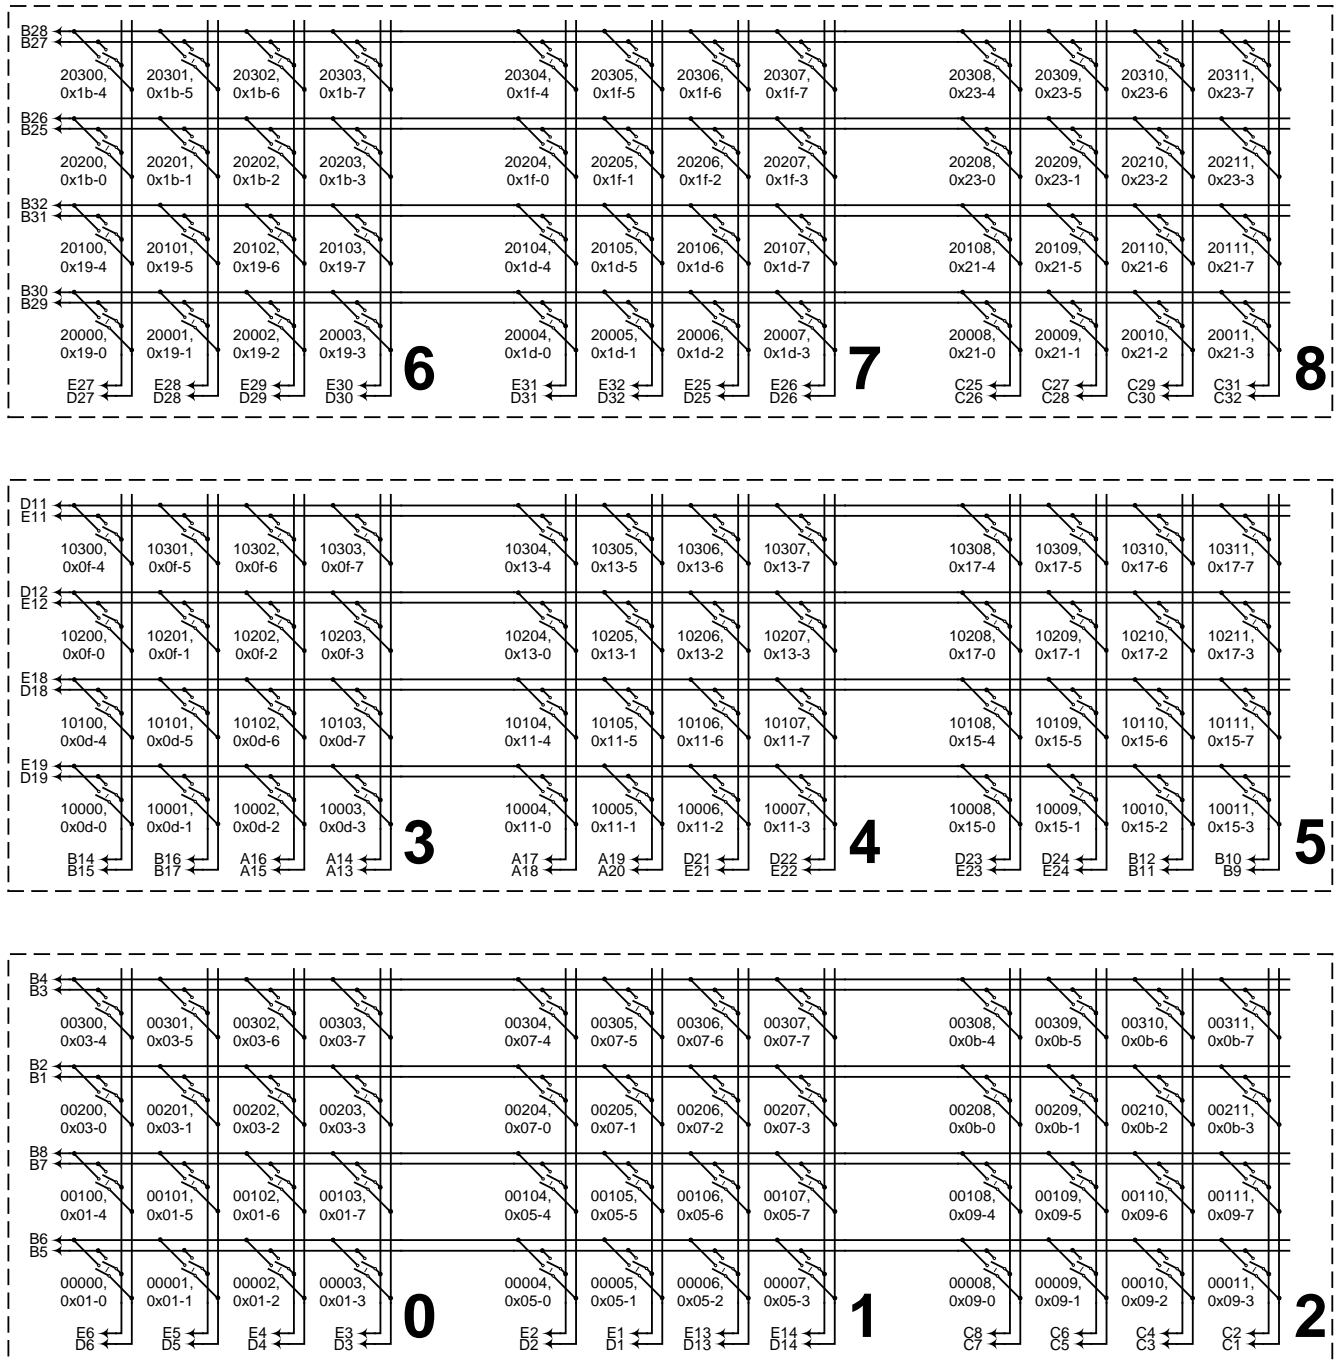 B28
B27
20300, 20301, 20302, 20303, 20304, 20305, 20306, 20307, 20308, 20309, 20310, 20311,
0x1b-4 0x1b-5 0x1b-6 0x1b-7 0x1f-4 0x1f-5 0x1f-6 0x1f-7 0x23-4 0x23-5 0x23-6 0x23-7
B26
B25
20200, 20201, 20202, 20203, 20204, 20205, 20206, 20207, 20208, 20209, 20210, 20211,
0x1b-0 0x1b-1 0x1b-2 0x1b-3 0x1f-0 0x1f-1 0x1f-2 0x1f-3 0x23-0 0x23-1 0x23-2 0x23-3
B32
B31
20100, 20101, 20102, 20103, 20104, 20105, 20106, 20107, 20108, 20109, 20110, 20111,
0x19-4 0x19-5 0x19-6 0x19-7 0x1d-4 0x1d-5 0x1d-6 0x1d-7 0x21-4 0x21-5 0x21-6 0x21-7
B30
B29
20000, 20001, 20002, 20003, 20004, 20005, 20006, 20007, 20008, 20009, 20010, 20011,
0x19-0 0x19-1 0x19-2 0x19-3 0x1d-0 0x1d-1 0x1d-2 0x1d-3 0x21-0 0x21-1 0x21-2 0x21-3
6 7 8
E27 E28 E29 E30 E31 E32 E25 E26 C25 C27 C29 C31
D27 D28 D29 D30 D31 D32 D25 D26 C26 C28 C30 C32
D11
E11
10300, 10301, 10302, 10303, 10304, 10305, 10306, 10307, 10308, 10309, 10310, 10311,
0x0f-4 0x0f-5 0x0f-6 0x0f-7 0x13-4 0x13-5 0x13-6 0x13-7 0x17-4 0x17-5 0x17-6 0x17-7
D12
E12
10200, 10201, 10202, 10203, 10204, 10205, 10206, 10207, 10208, 10209, 10210, 10211,
0x0f-0 0x0f-1 0x0f-2 0x0f-3 0x13-0 0x13-1 0x13-2 0x13-3 0x17-0 0x17-1 0x17-2 0x17-3
E18
D18
10100, 10101, 10102, 10103, 10104, 10105, 10106, 10107, 10108, 10109, 10110, 10111,
0x0d-4 0x0d-5 0x0d-6 0x0d-7 0x11-4 0x11-5 0x11-6 0x11-7 0x15-4 0x15-5 0x15-6 0x15-7
E19
D19
10000, 10001, 10002, 10003, 10004, 10005, 10006, 10007, 10008, 10009, 10010, 10011,
0x0d-0 0x0d-1 0x0d-2 0x0d-3 0x11-0 0x11-1 0x11-2 0x11-3 0x15-0 0x15-1 0x15-2 0x15-3
3 4 5
B14 B16 A16 A14 A17 A19 D21 D22 D23 D24 B12 B10
B15 B17 A15 A13 A18 A20 E21 E22 E23 E24 B11 B9
B4
B3
00300, 00301, 00302, 00303, 00304, 00305, 00306, 00307, 00308, 00309, 00310, 00311,
0x03-4 0x03-5 0x03-6 0x03-7 0x07-4 0x07-5 0x07-6 0x07-7 0x0b-4 0x0b-5 0x0b-6 0x0b-7
B2
B1
00200, 00201, 00202, 00203, 00204, 00205, 00206, 00207, 00208, 00209, 00210, 00211,
0x03-0 0x03-1 0x03-2 0x03-3 0x07-0 0x07-1 0x07-2 0x07-3 0x0b-0 0x0b-1 0x0b-2 0x0b-3
B8
B7
00100, 00101, 00102, 00103, 00104, 00105, 00106, 00107, 00108, 00109, 00110, 00111,
0x01-4 0x01-5 0x01-6 0x01-7 0x05-4 0x05-5 0x05-6 0x05-7 0x09-4 0x09-5 0x09-6 0x09-7
B6
B5
00000, 00001, 00002, 00003, 00004, 00005, 00006, 00007, 00008, 00009, 00010, 00011,
0x01-0 0x01-1 0x01-2 0x01-3 0x05-0 0x05-1 0x05-2 0x05-3 0x09-0 0x09-1 0x09-2 0x09-3
0 1 2
E6 E5 E4 E3 E2 E1 E13 E14 C8 C6 C4 C2
D6 D5 D4 D3 D2 D1 D13 D14 C7 C5 C3 C1